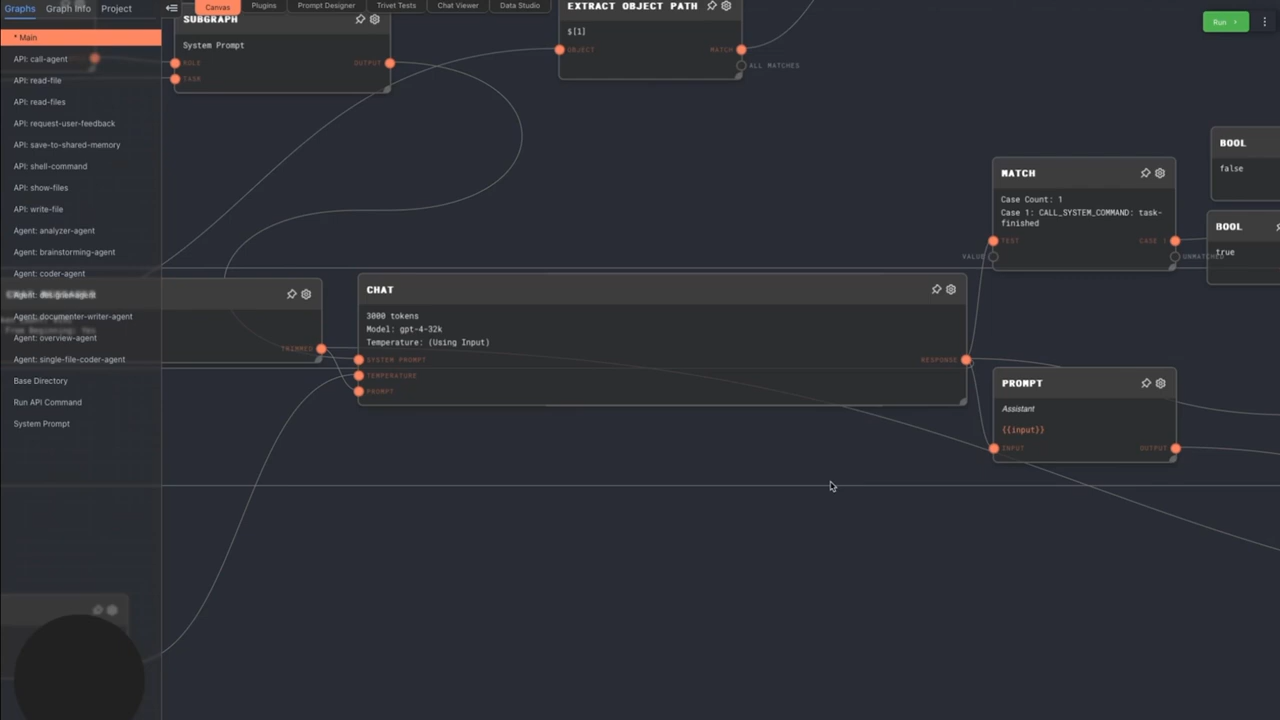 Graphs
Graph Info
Project
Canvas
Plugins
Prompt Designer
Trivet Tests
Chat Viewer
Data Studio
Run
* Main
API: call-agent
API: read-file
API: read-files
API: request-user-feedback
API: save-to-shared-memory
API: shell-command
API: show-files
API: write-file
Agent: analyzer-agent
Agent: brainstorming-agent
Agent: coder-agent
Agent: designer-agent
Agent: documenter-writer-agent
Agent: overview-agent
Agent: single-file-coder-agent
Base Directory
Run API Command
System Prompt
SUBGRAPH
System Prompt
ROLE
TASK
OUTPUT
EXTRACT OBJECT PATH
$[1]
OBJECT
MATCH
ALL MATCHES
TRIMMED
CHAT
3000 tokens
Model: gpt-4-32k
Temperature: (Using Input)
SYSTEM PROMPT
TEMPERATURE
PROMPT
RESPONSE
MATCH
Case Count: 1
Case 1: CALL_SYSTEM_COMMAND: task-
finished
TEST
VALUE
CASE 1
UNMATCHED
BOOL
false
BOOL
true
PROMPT
Assistant
{{input}}
INPUT
OUTPUT